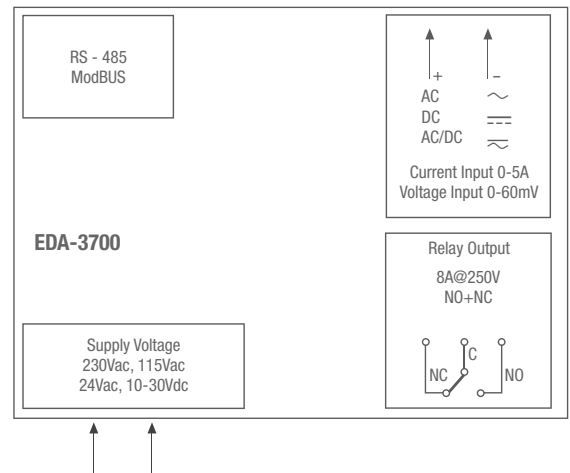 RS - 485
ModBUS
+ −
AC
DC
AC/DC
Current Input 0-5A
Voltage Input 0-60mV
EDA-3700
Relay Output
8A@250V
NO+NC
C
NC
NO
Supply Voltage
230Vac, 115Vac
24Vac, 10-30Vdc